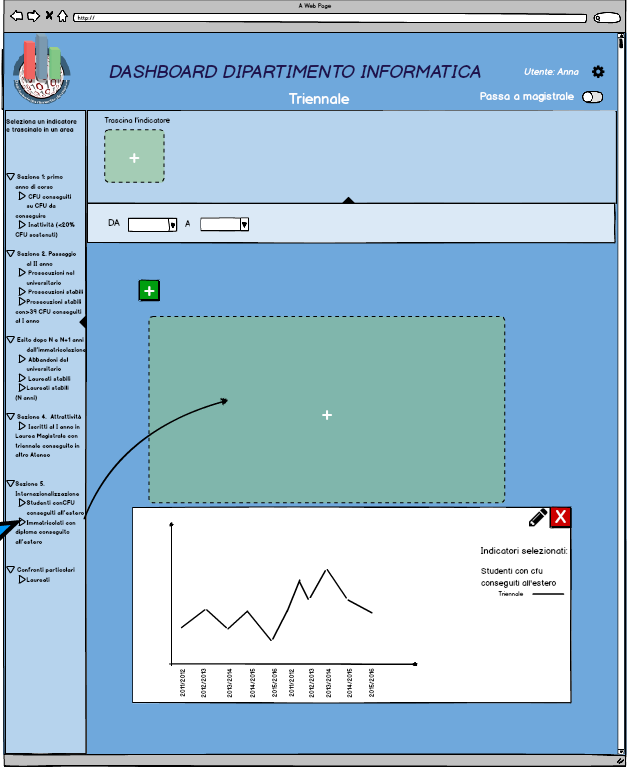 A Web Page
http://
DASHBOARD DIPARTIMENTO INFORMATICA
Utente: Anna
Triennale
Passa a magistrale
Seleziona un indicatore
e trascinalo in un area
Trascina l'indicatore
DA
A
Sezione 1: primo
anno di corso
CFU conseguiti
su CFU da
conseguire
Inattività (<20%
CFU sostenuti)
Sezione 2. Passaggio
al II anno
Prosecuzioni nel
universitario
Prosecuzioni stabili
Prosecuzioni stabili
con>39 CFU conseguiti
al I anno
Esito dopo N e N+1 anni
dall'immatricolazione
Abbandoni del
universitario
Laureati stabili
Laureati stabili
(N anni)
Sezione 4. Attrattività
Iscritti al I anno in
Laurea Magistrale con
triennale conseguito in
altro Ateneo
Sezione 5.
Internazionalizzazione
Studenti conCFU
conseguiti all'estero
Immatricolati con
diploma conseguito
all'estero
Confronti particolari
Laureati
X
Indicatori selezionati:
Studenti con cfu
conseguiti all'estero
Triennale
2011/2012
2012/2013
2013/2014
2014/2015
2015/2016
2011/2012
2012/2013
2013/2014
2014/2015
2015/2016